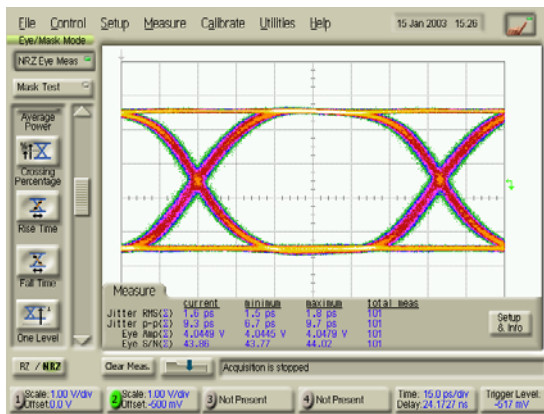 File Control Setup Measure Calibrate Utilities Help 15 Jan 2003 15:26
Eye/Mask Mode
NRZ Eye Meas
Mask Test
Average
Power
Crossing
Percentage
Rise Time
Fall Time
One Level
Measure
current minimum maximum total meas
Jitter RMS(Σ) 1.6 ps 1.5 ps 1.8 ps 101
Jitter p-p(Σ) 9.3 ps 6.7 ps 9.7 ps 101
Eye Amp(Σ) 4.0449 V 4.0445 V 4.0479 V 101
Eye S/N(Σ) 43.86 43.77 44.02 101
Setup
& Info
RZ / NRZ
Clear Meas.
Acquisition is stopped
1 Scale: 1.00 V/div
Offset: 0.0 V
2 Scale: 1.00 V/div
Offset: -500 mV
3 Not Present
4 Not Present
Time: 15.0 ps/div
Delay: 24.1727 ns
Trigger Level:
-517 mV